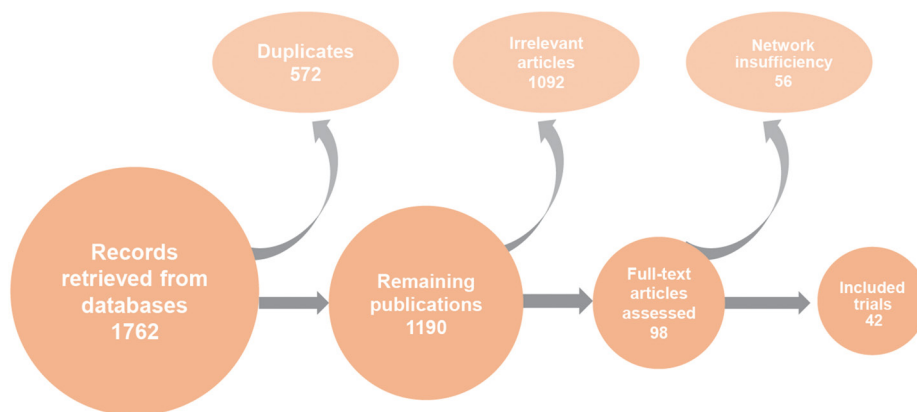 Duplicates
572
Irrelevant
articles
1092
Network
insufficiency
56
Records
retrieved from
databases
1762
Remaining
publications
1190
Full-text
articles
assessed
98
Included
trials
42